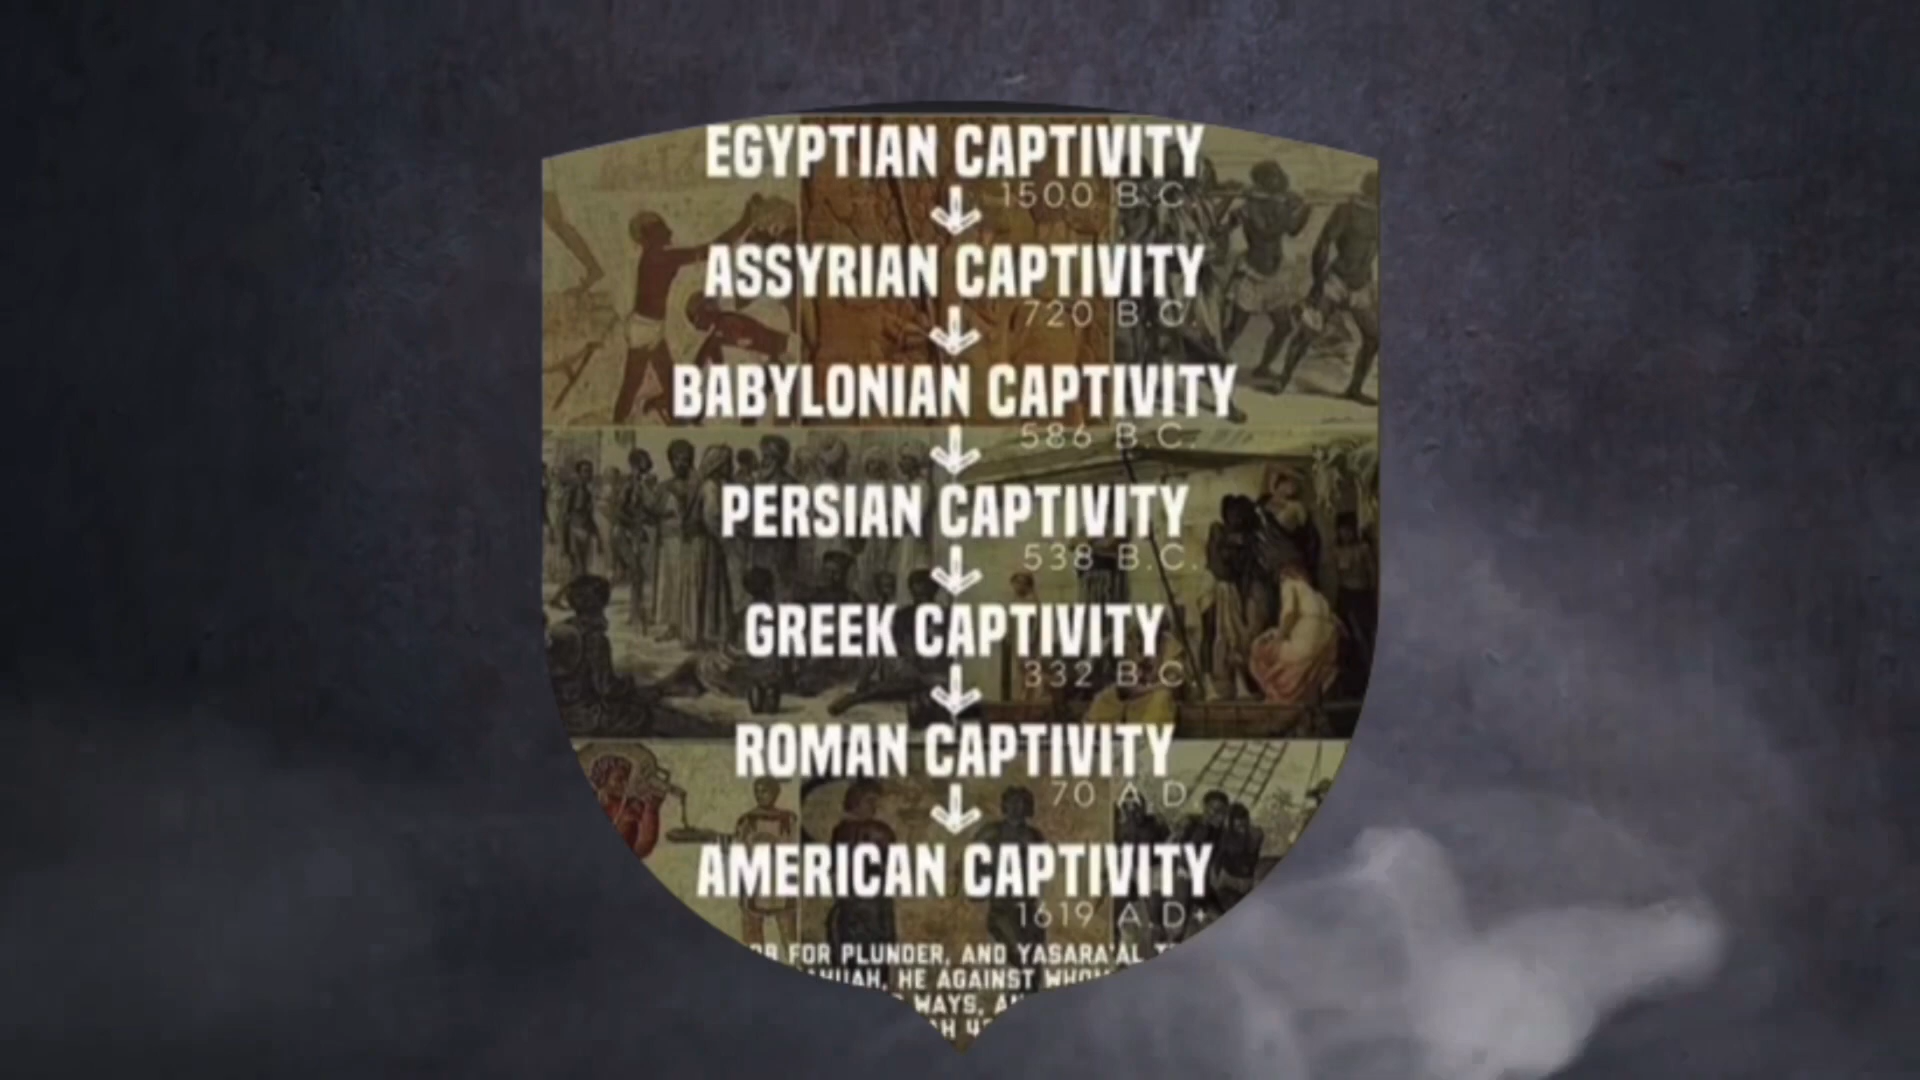 EGYPTIAN CAPTIVITY
1500 B.C.
ASSYRIAN CAPTIVITY
720 B.C.
BABYLONIAN CAPTIVITY
586 B.C.
PERSIAN CAPTIVITY
538 B.C.
GREEK CAPTIVITY
332 B.C.
ROMAN CAPTIVITY
70 A.D
AMERICAN CAPTIVITY
1619 A.D+
FOR PLUNDER, AND YASARA'AL
HE AGAINST
WAYS,